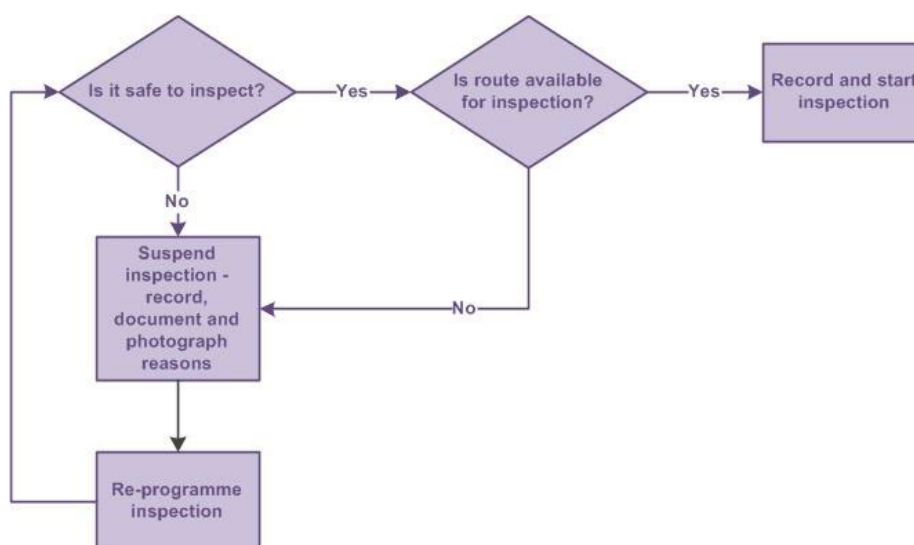 Is it safe to inspect?
Yes
Is route available
for inspection?
Yes
Record and start
inspection
No
Suspend
inspection -
record,
document and
photograph
reasons
No
Re-programme
inspection